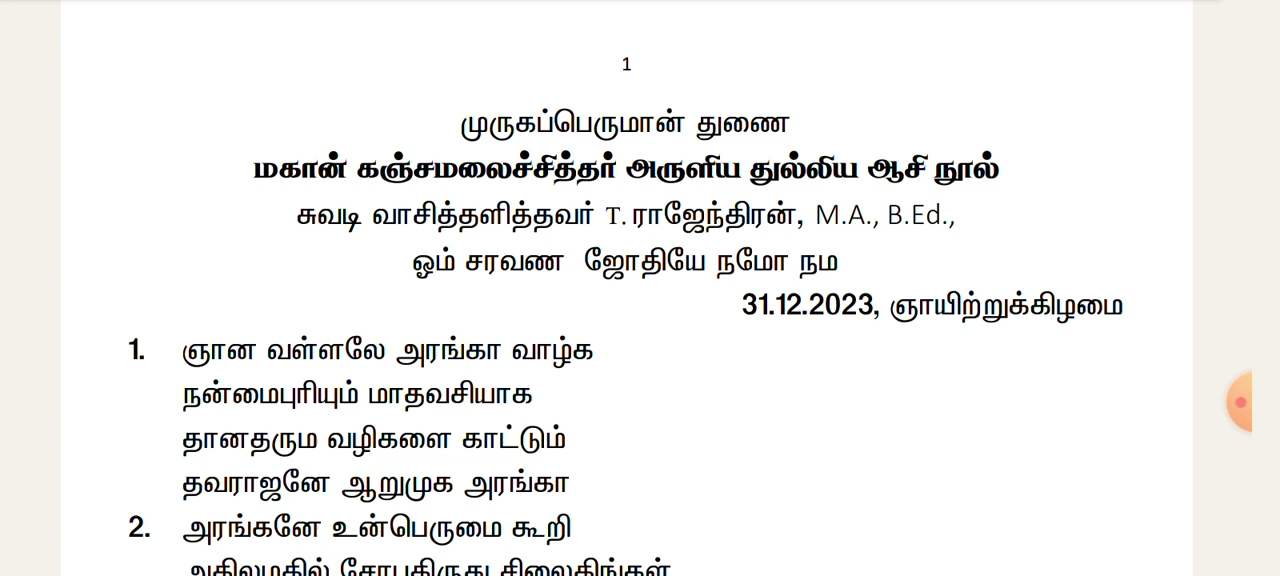 1
முருகப்பெருமான் துணை
மகான் கஞ்சமலைச்சித்தர் அருளிய துல்லிய ஆசி நூல்
சுவடி வாசித்தளித்தவர் T. ராஜேந்திரன், M.A., B.Ed.,
ஓம் சரவண ஜோதியே நமோ நம
31.12.2023, ஞாயிற்றுக்கிழமை
1. ஞான வள்ளலே அரங்கா வாழ்க
நன்மைபுரியும் மாதவசியாக
தானதரும வழிகளை காட்டும்
தவராஜனே ஆறுமுக அரங்கா
2. அரங்கனே உன்பெருமை கூறி